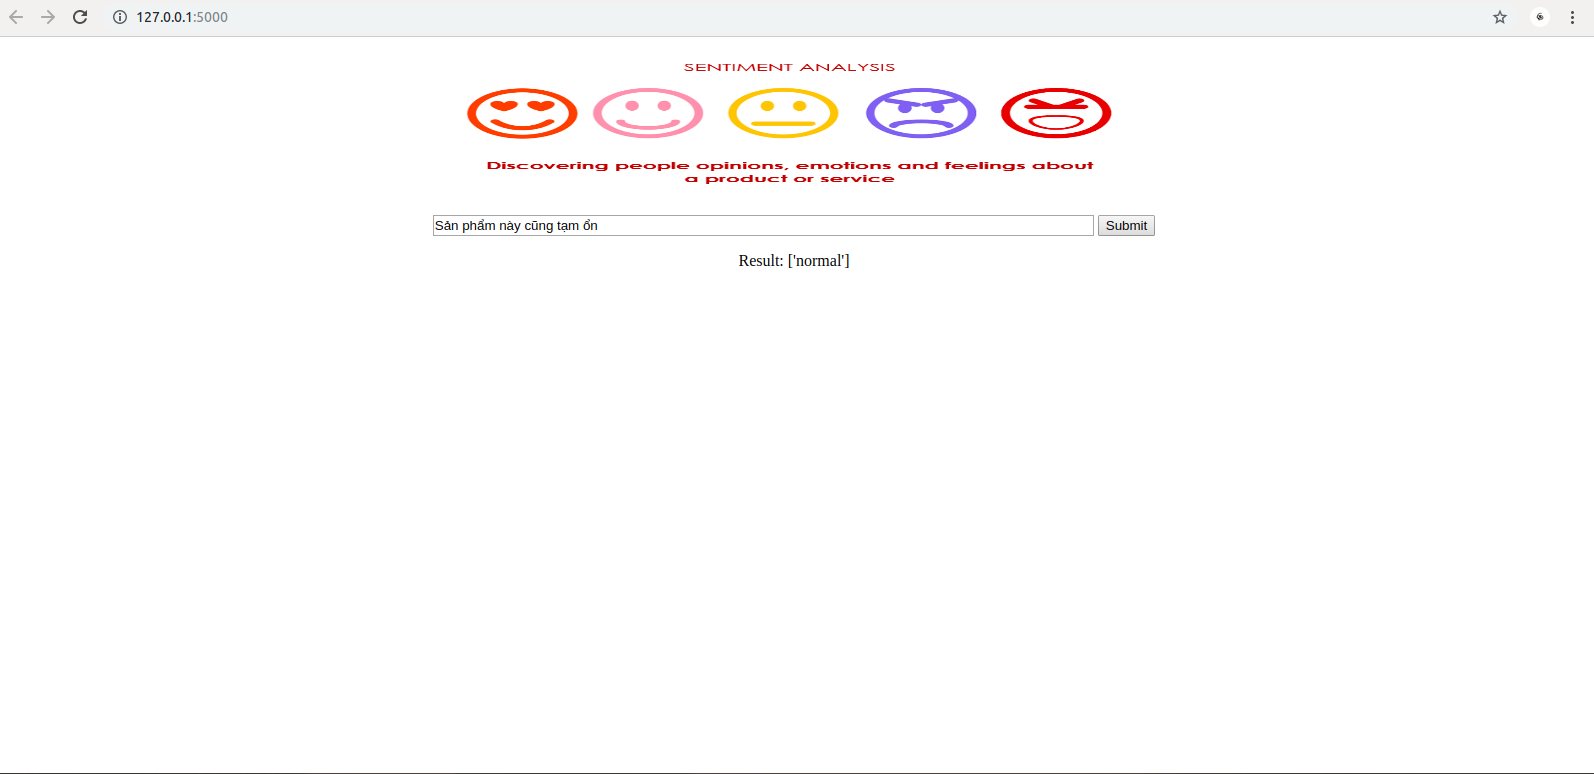 127.0.0.1:5000
SENTIMENT ANALYSIS
Discovering people opinions, emotions and feelings about
a product or service
Sản phẩm này cũng tạm ổn Submit
Result: ['normal']